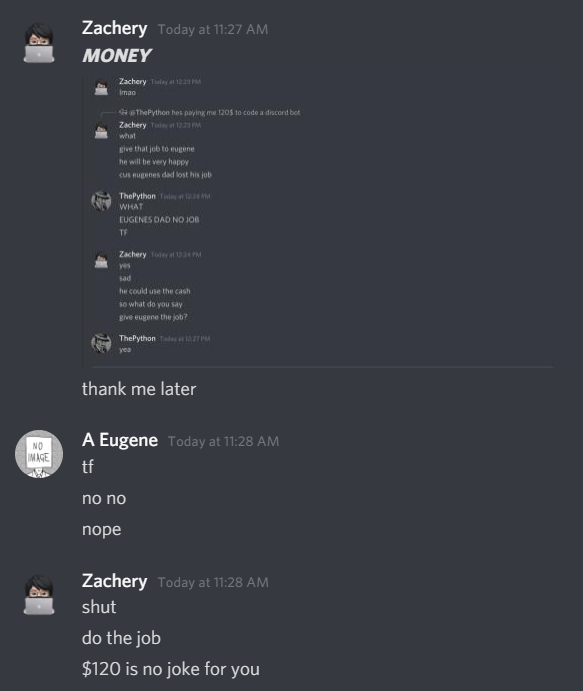 Zachery Today at 11:27 AM
MONEY
Zachery Today at 12:23 PM
lmao
@ThePython hes paying me 120$ to code a discord bot
Zachery Today at 12:23 PM
what
give that job to eugene
he will be very happy
cus eugenes dad lost his job
ThePython Today at 12:24 PM
WHAT
EUGENES DAD NO JOB
TF
Zachery Today at 12:24 PM
yes
sad
he could use the cash
so what do you say
give eugene the job?
ThePython Today at 12:27 PM
yea
thank me later
NO
IMAGE
A Eugene Today at 11:28 AM
tf
no no
nope
Zachery Today at 11:28 AM
shut
do the job
$120 is no joke for you